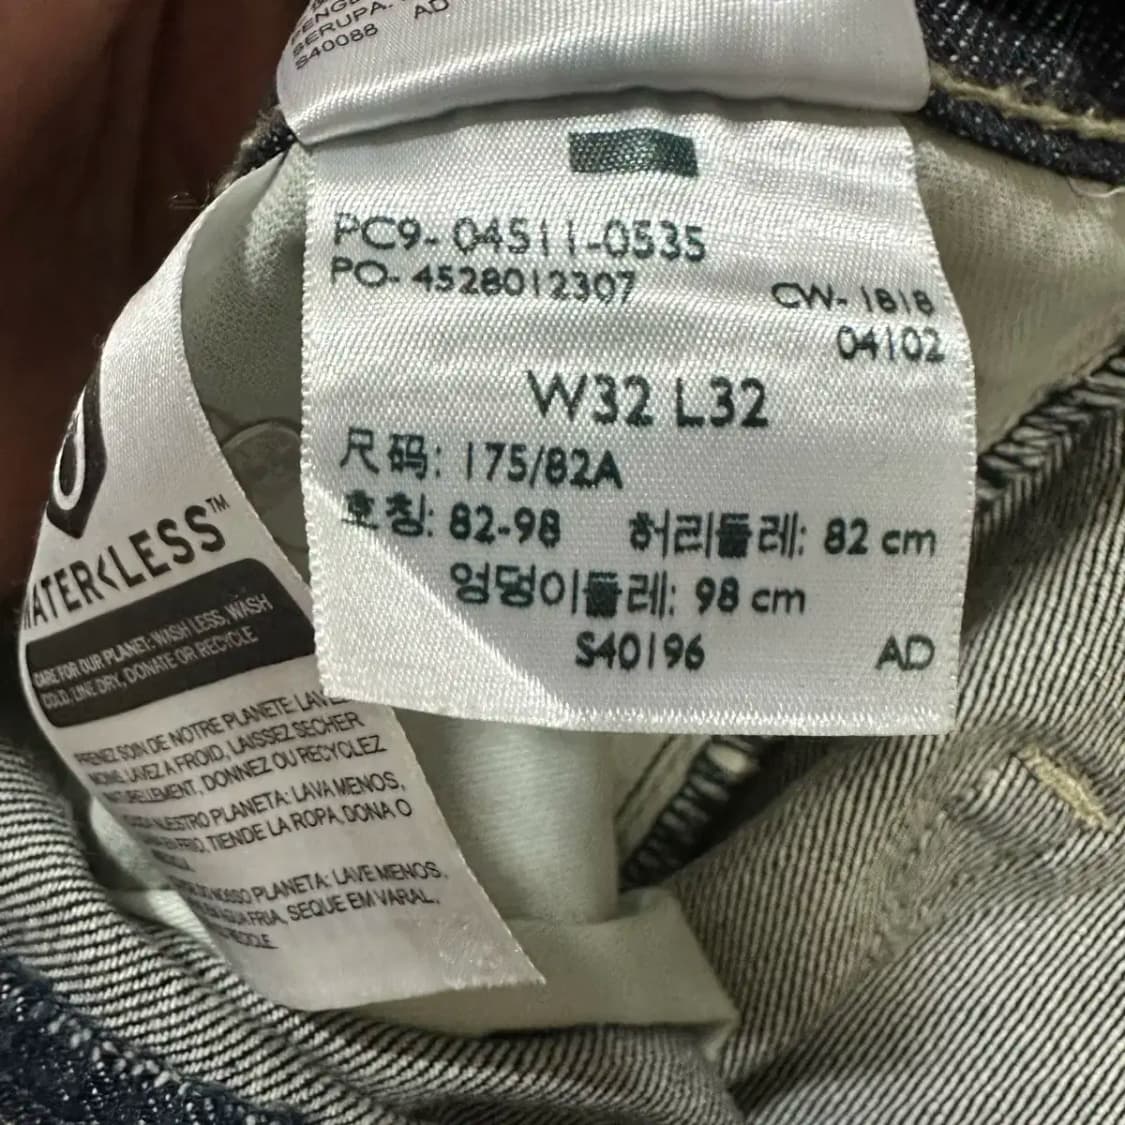 BERUPA. AD
S40088
PC9- 04511-0535
PO- 4528012307
CW- 1818
04102
W32 L32
尺码: 175/82A
호칭: 82-98 허리둘레: 82 cm
엉덩이둘레: 98 cm
S40196 AD
WATER<LESS™
CARE FOR OUR PLANET: WASH LESS, WASH
COLD, LINE DRY, DONATE OR RECYCLE
PRENEZ SOIN DE NOTRE PLANETE: LAVEZ
MOINS, LAVEZ A FROID, LAISSEZ SECHER
NATURELLEMENT, DONNEZ OU RECYCLEZ
NUESTRO PLANETA: LAVA MENOS,
EN FRIO, TIENDE LA ROPA, DONA O
NOSSO PLANETA: LAVE MENOS,
AGUA FRIA, SEQUE EM VARAL,